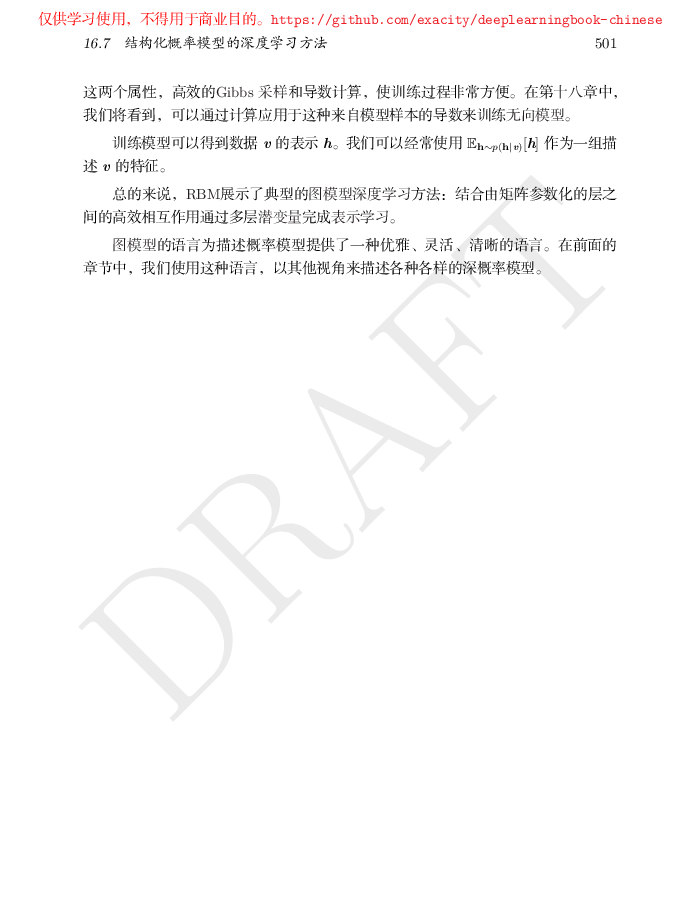 仅供学习使用，不得用于商业目的。https://github.com/exacity/deeplearningbook-chinese
16.7 结构化概率模型的深度学习方法 501
这两个属性，高效的Gibbs 采样和导数计算，使训练过程非常方便。在第十八章中，
我们将看到，可以通过计算应用于这种来自模型样本的导数来训练无向模型。
训练模型可以得到数据 v 的表示 h。我们可以经常使用 𝔼h∼p(h|v)[h] 作为一组描
述 v 的特征。
总的来说，RBM展示了典型的图模型深度学习方法：结合由矩阵参数化的层之
间的高效相互作用通过多层潜变量完成表示学习。
图模型的语言为描述概率模型提供了一种优雅、灵活、清晰的语言。在前面的
章节中，我们使用这种语言，以其他视角来描述各种各样的深概率模型。
DRAFT